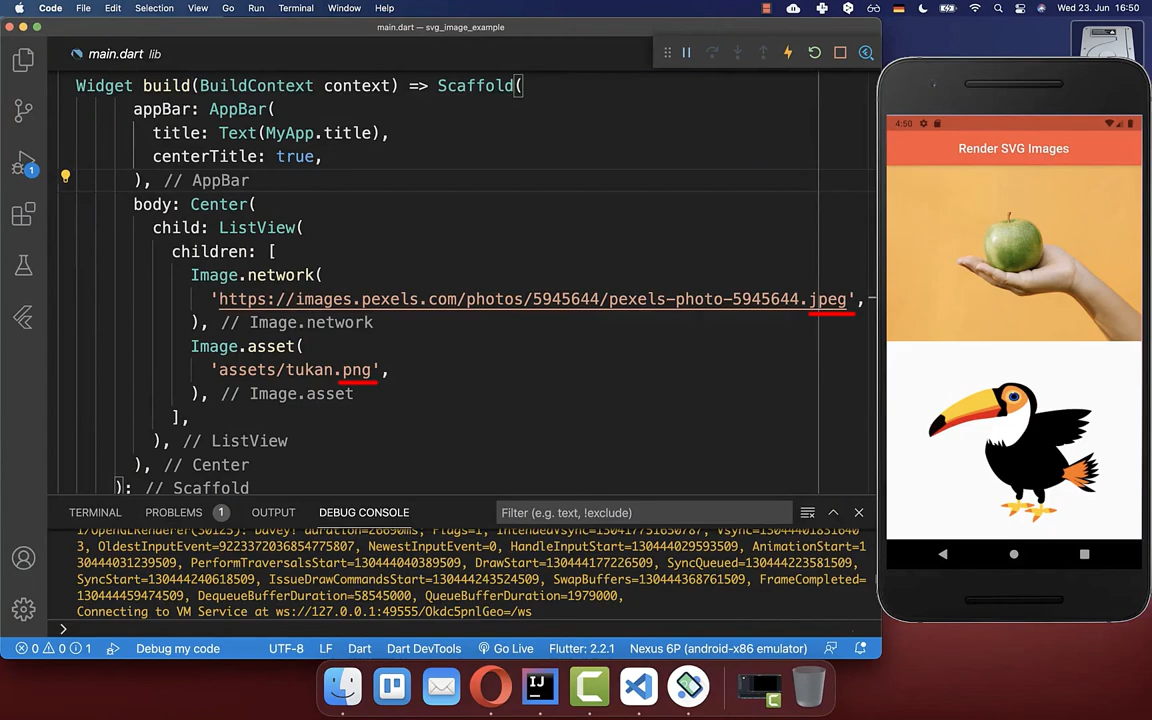 Code File Edit Selection View Go Run Terminal Window Help Wed 23. Jun 16:50
main.dart — svg_image_example
main.dart lib
Widget build(BuildContext context) => Scaffold(
appBar: AppBar(
title: Text(MyApp.title),
centerTitle: true,
), // AppBar
body: Center(
child: ListView(
children: [
Image.network(
'https://images.pexels.com/photos/5945644/pexels-photo-5945644.jpeg',
), // Image.network
Image.asset(
'assets/tukan.png',
), // Image.asset
],
), // ListView
), // Center
); // Scaffold
1
TERMINAL PROBLEMS 1 OUTPUT DEBUG CONSOLE Filter (e.g. text, !exclude)
3, OldestInputEvent=9223372036854775807, NewestInputEvent=0, HandleInputStart=130444029593509, AnimationStart=1
30444031239509, PerformTraversalsStart=130444040389509, DrawStart=130444177226509, SyncQueued=130444223581509,
SyncStart=130444240618509, IssueDrawCommandsStart=130444243524509, SwapBuffers=130444368761509, FrameCompleted=
130444459474509, DequeueBufferDuration=58545000, QueueBufferDuration=1979000,
Connecting to VM Service at ws://127.0.0.1:49555/Okdc5pnlGeo=/ws
>
0 0 1 Debug my code UTF-8 LF Dart Dart DevTools Go Live Flutter: 2.2.1 Nexus 6P (android-x86 emulator)
4:50
Render SVG Images
IJ